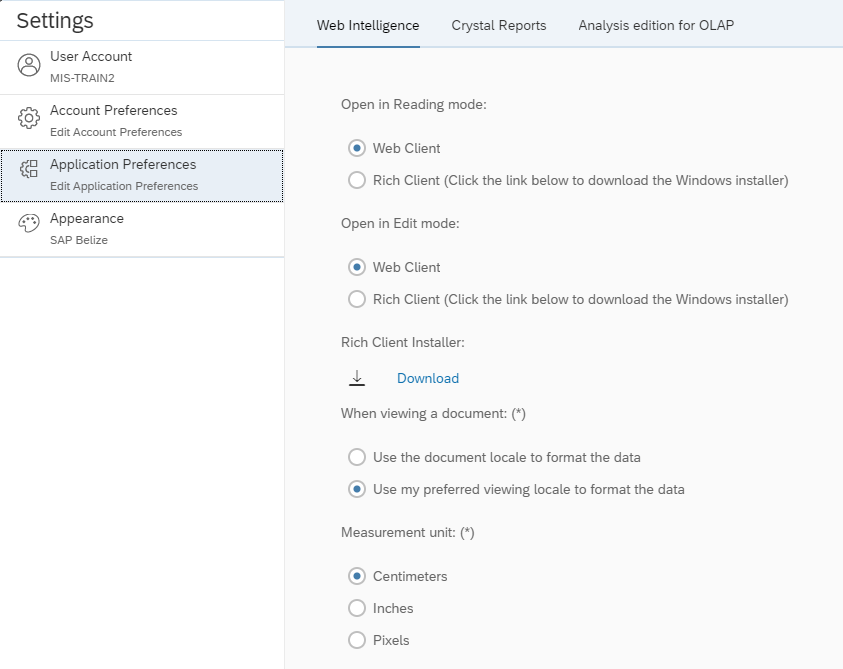 Settings
User Account
MIS-TRAIN2
Account Preferences
Edit Account Preferences
Application Preferences
Edit Application Preferences
Appearance
SAP Belize
Web Intelligence
Crystal Reports
Analysis edition for OLAP
Open in Reading mode:
Web Client
Rich Client (Click the link below to download the Windows installer)
Open in Edit mode:
Web Client
Rich Client (Click the link below to download the Windows installer)
Rich Client Installer:
Download
When viewing a document: (*)
Use the document locale to format the data
Use my preferred viewing locale to format the data
Measurement unit: (*)
Centimeters
Inches
Pixels